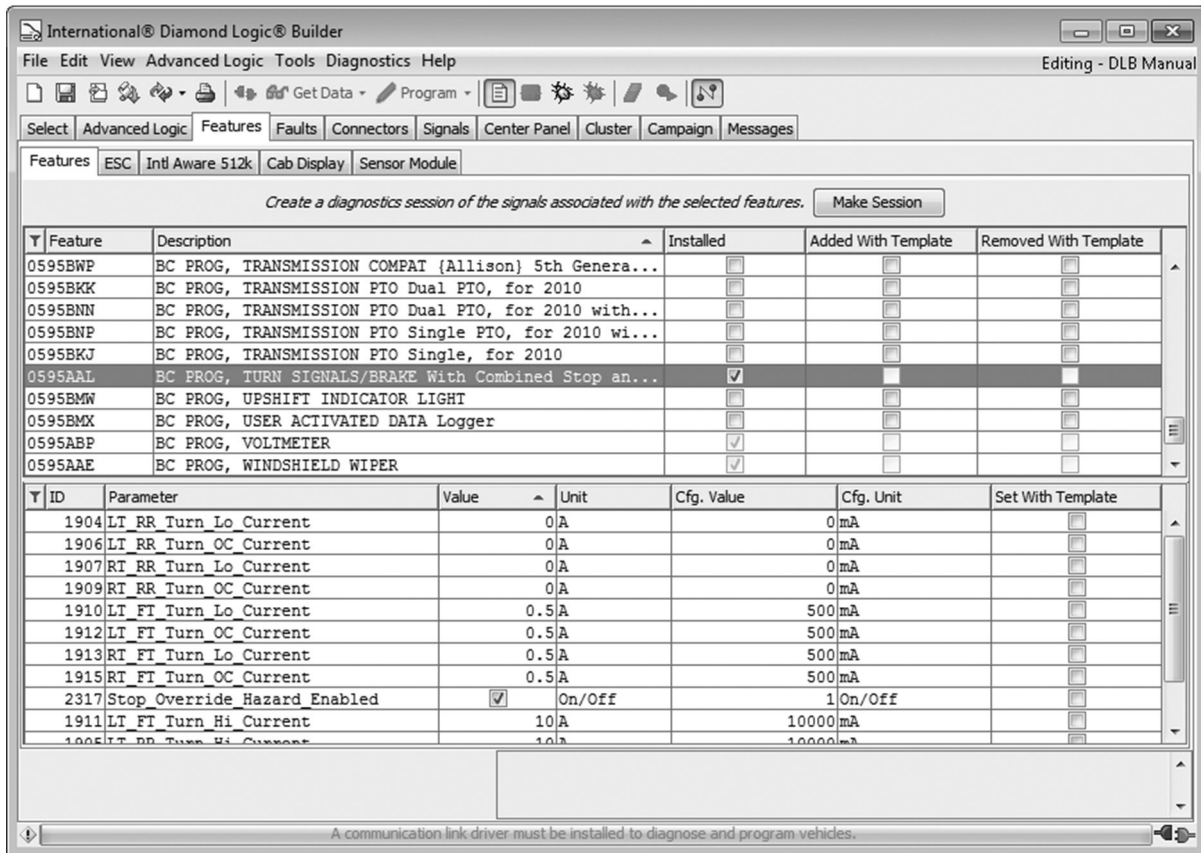 International® Diamond Logic® Builder
File Edit View Advanced Logic Tools Diagnostics Help Editing - DLB Manual
Get Data Program
Select Advanced Logic Features Faults Connectors Signals Center Panel Cluster Campaign Messages
Features ESC Intl Aware 512k Cab Display Sensor Module
Create a diagnostics session of the signals associated with the selected features. Make Session
Feature Description Installed Added With Template Removed With Template
0595BWP BC PROG, TRANSMISSION COMPAT {Allison} 5th Genera...
0595BKK BC PROG, TRANSMISSION PTO Dual PTO, for 2010
0595BNN BC PROG, TRANSMISSION PTO Dual PTO, for 2010 with...
0595BNP BC PROG, TRANSMISSION PTO Single PTO, for 2010 wi...
0595BKJ BC PROG, TRANSMISSION PTO Single, for 2010
0595AAL BC PROG, TURN SIGNALS/BRAKE With Combined Stop an...
0595BMW BC PROG, UPSHIFT INDICATOR LIGHT
0595BMX BC PROG, USER ACTIVATED DATA Logger
0595ABP BC PROG, VOLTMETER
0595AAE BC PROG, WINDSHIELD WIPER
ID Parameter Value Unit Cfg. Value Cfg. Unit Set With Template
1904 LT_RR_Turn_Lo_Current 0 A 0 mA
1906 LT_RR_Turn_OC_Current 0 A 0 mA
1907 RT_RR_Turn_Lo_Current 0 A 0 mA
1909 RT_RR_Turn_OC_Current 0 A 0 mA
1910 LT_FT_Turn_Lo_Current 0.5 A 500 mA
1912 LT_FT_Turn_OC_Current 0.5 A 500 mA
1913 RT_FT_Turn_Lo_Current 0.5 A 500 mA
1915 RT_FT_Turn_OC_Current 0.5 A 500 mA
2317 Stop_Override_Hazard_Enabled On/Off 1 On/Off
1911 LT_FT_Turn_Hi_Current 10 A 10000 mA
1905 LT_RR_Turn_Hi_Current 10 A 10000 mA
A communication link driver must be installed to diagnose and program vehicles.